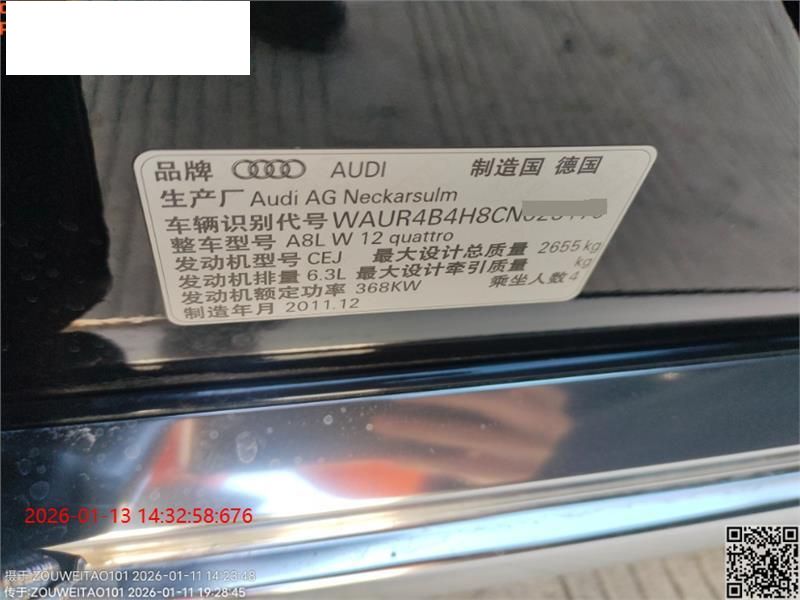 品牌 AUDI 制造国 德国
生产厂 Audi AG Neckarsulm
车辆识别代号 WAUR4B4H8CN
整车型号 A8L W 12 quattro
发动机型号 CEJ 最大设计总质量 2655 kg
发动机排量 6.3L 最大设计牵引质量 kg
发动机额定功率 368KW 乘坐人数 4
制造年月 2011.12
2026-01-13 14:32:58:676
摄于:ZOUWEITAO101 2026-01-11 14:23:48
传于:ZOUWEITAO101 2026-01-11 19:28:45